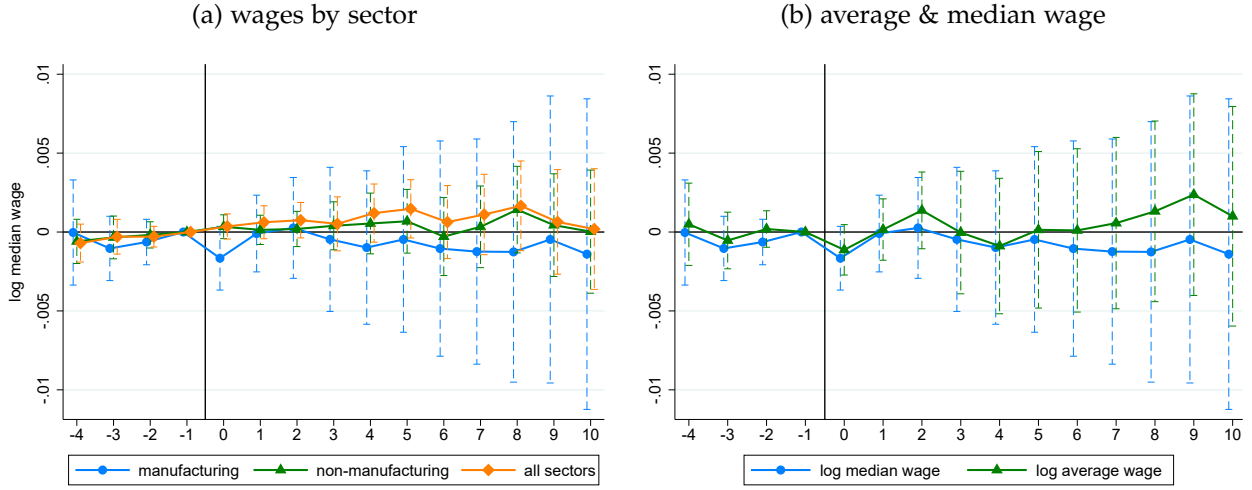 (a) wages by sector
(b) average & median wage
log median wage
.01
.005
0
-.005
-.01
-4 -3 -2 -1 0 1 2 3 4 5 6 7 8 9 10
manufacturing non-manufacturing all sectors
.01
.005
0
-.005
-.01
-4 -3 -2 -1 0 1 2 3 4 5 6 7 8 9 10
log median wage log average wage